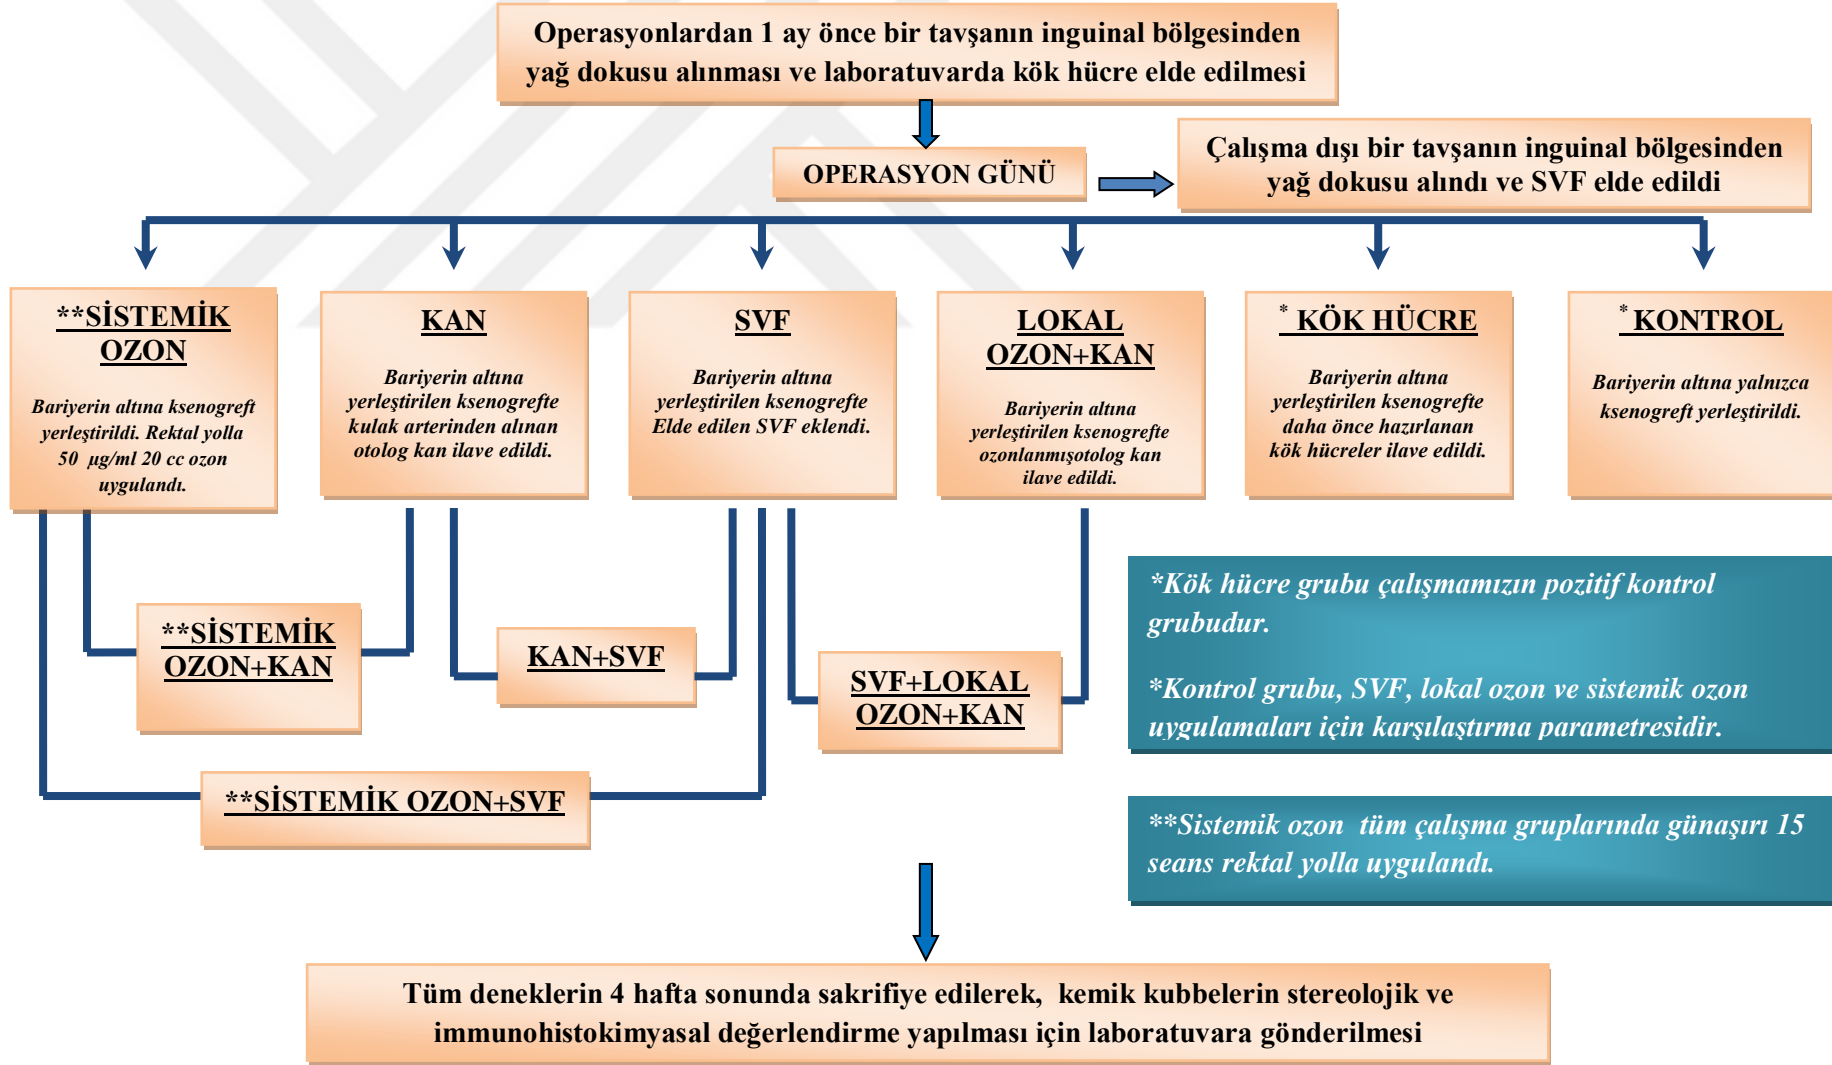 Operasyonlardan 1 ay önce bir tavşanın inguinal bölgesinden
yağ dokusu alınması ve laboratuvarda kök hücre elde edilmesi
OPERASYON GÜNÜ
Çalışma dışı bir tavşanın inguinal bölgesinden
yağ dokusu alındı ve SVF elde edildi
**SİSTEMİK
OZON
Bariyerin altına ksenogreft
yerleştirildi. Rektal yolla
50 µg/ml 20 cc ozon
uygulandı.
KAN
Bariyerin altına
yerleştirilen ksenogrefte
kulak arterinden alınan
otolog kan ilave edildi.
SVF
Bariyerin altına
yerleştirilen ksenogrefte
Elde edilen SVF eklendi.
LOKAL
OZON+KAN
Bariyerin altına
yerleştirilen ksenogrefte
ozonlanmışotolog kan
ilave edildi.
* KÖK HÜCRE
Bariyerin altına
yerleştirilen ksenogrefte
daha önce hazırlanan
kök hücreler ilave edildi.
* KONTROL
Bariyerin altına yalnızca
ksenogreft yerleştirildi.
**SİSTEMİK
OZON+KAN
KAN+SVF
SVF+LOKAL
OZON+KAN
**SİSTEMİK OZON+SVF
*Kök hücre grubu çalışmamızın pozitif kontrol
grubudur.
*Kontrol grubu, SVF, lokal ozon ve sistemik ozon
uygulamaları için karşılaştırma parametresidir.
**Sistemik ozon tüm çalışma gruplarında günaşırı 15
seans rektal yolla uygulandı.
Tüm deneklerin 4 hafta sonunda sakrifiye edilerek, kemik kubbelerin stereolojik ve
immunohistokimyasal değerlendirme yapılması için laboratuvara gönderilmesi